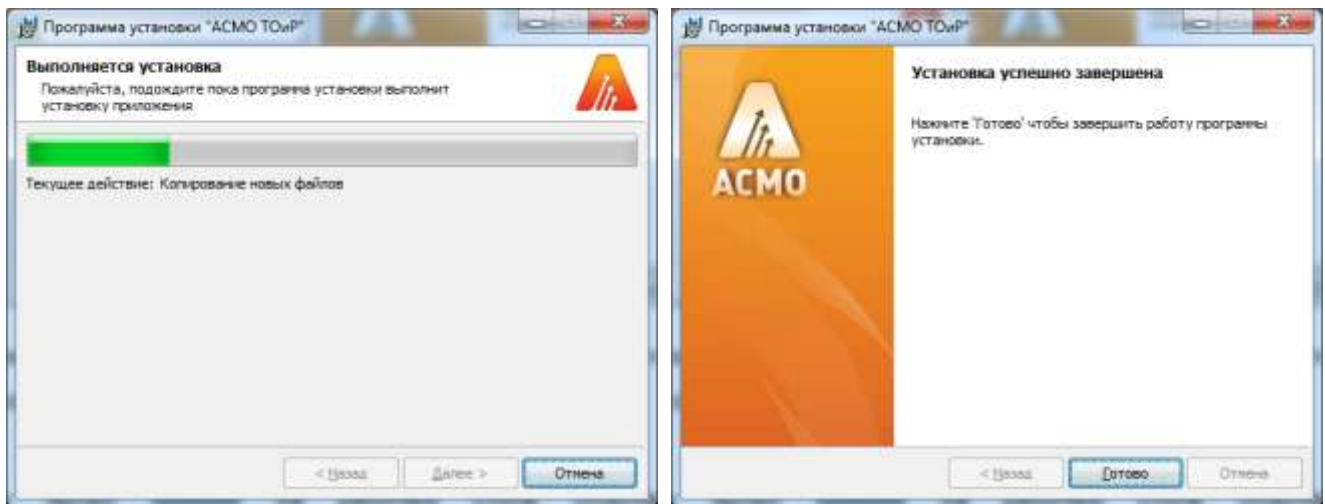 Программа установки "АСМО ТОиР"
Выполняется установка
Пожалуйста, подождите пока программа установки выполнит
установку приложения
Текущее действие: Копирование новых файлов
< Назад
Далее >
Отмена
Программа установки "АСМО ТОиР"
АСМО
Установка успешно завершена
Нажмите 'Готово' чтобы завершить работу программы
установки.
< Назад
Готово
Отмена